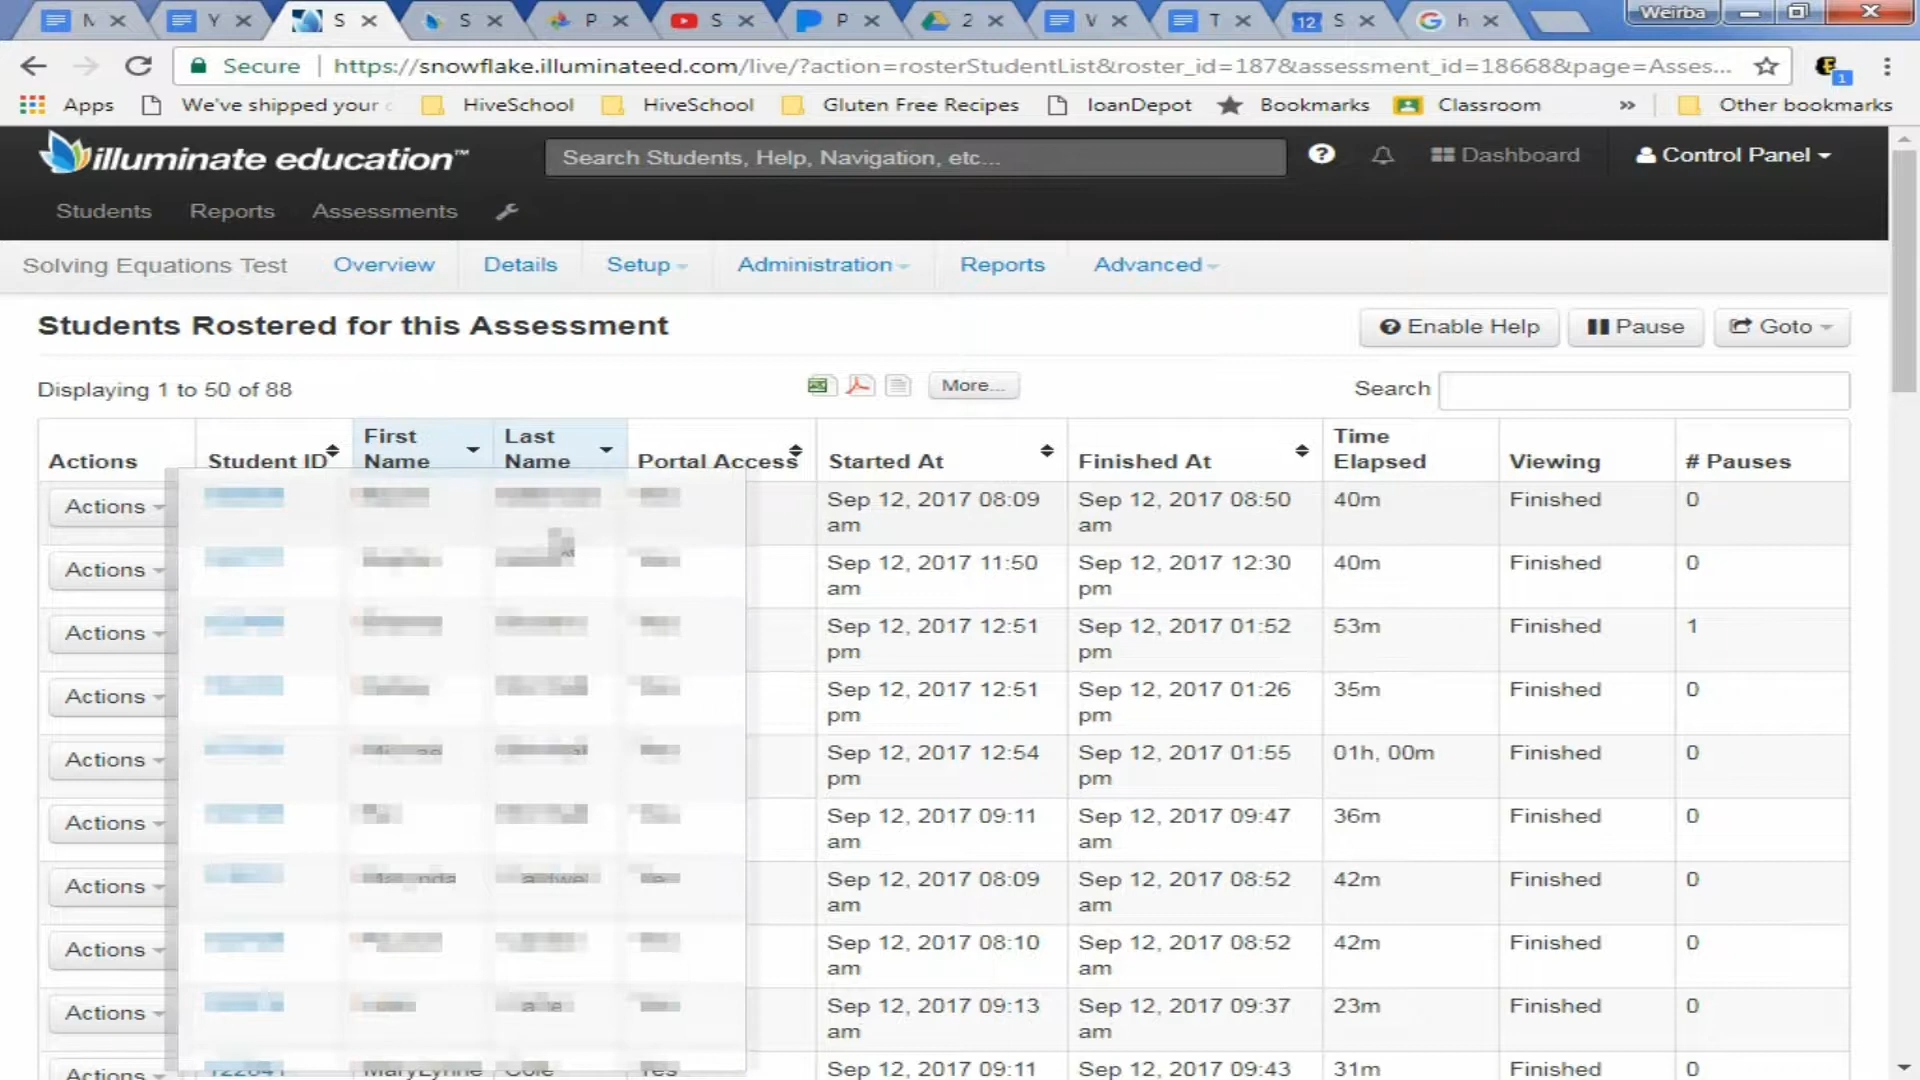 N Y S S P S P 2 V T 12 S h Weirba
Secure https://snowflake.illuminateed.com/live/?action=rosterStudentList&roster_id=187&assessment_id=18668&page=Asses...
1
Apps We've shipped your HiveSchool HiveSchool Gluten Free Recipes loanDepot Bookmarks Classroom » Other bookmarks
illuminate education™ Search Students, Help, Navigation, etc... Dashboard Control Panel
Students Reports Assessments
Solving Equations Test Overview Details Setup Administration Reports Advanced
Students Rostered for this Assessment Enable Help Pause Goto
Displaying 1 to 50 of 88 More... Search
Actions Student ID First Name Last Name Portal Access Started At Finished At Time Elapsed Viewing # Pauses
Actions Sep 12, 2017 08:09 am Sep 12, 2017 08:50 am 40m Finished 0
Actions Sep 12, 2017 11:50 am Sep 12, 2017 12:30 pm 40m Finished 0
Actions Sep 12, 2017 12:51 pm Sep 12, 2017 01:52 pm 53m Finished 1
Actions Sep 12, 2017 12:51 pm Sep 12, 2017 01:26 pm 35m Finished 0
Actions Sep 12, 2017 12:54 pm Sep 12, 2017 01:55 pm 01h, 00m Finished 0
Actions Sep 12, 2017 09:11 am Sep 12, 2017 09:47 am 36m Finished 0
Actions Sep 12, 2017 08:09 am Sep 12, 2017 08:52 am 42m Finished 0
Actions Sep 12, 2017 08:10 am Sep 12, 2017 08:52 am 42m Finished 0
Actions Sep 12, 2017 09:13 am Sep 12, 2017 09:37 am 23m Finished 0
Actions Sep 12, 2017 09:11 Sep 12, 2017 09:43 31m Finished 0